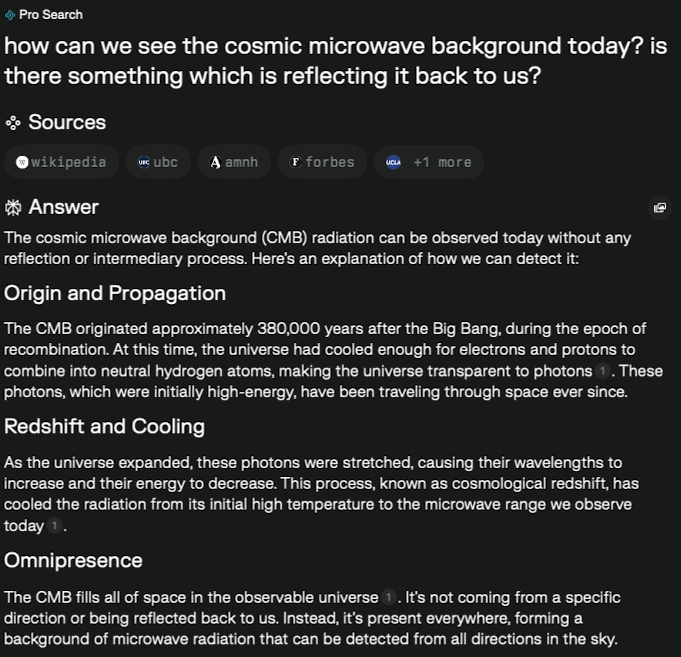 Pro Search
how can we see the cosmic microwave background today? is
there something which is reflecting it back to us?
Sources
wikipedia UBC ubc amnh F forbes UCLA +1 more
Answer
The cosmic microwave background (CMB) radiation can be observed today without any
reflection or intermediary process. Here's an explanation of how we can detect it:
Origin and Propagation
The CMB originated approximately 380,000 years after the Big Bang, during the epoch of
recombination. At this time, the universe had cooled enough for electrons and protons to
combine into neutral hydrogen atoms, making the universe transparent to photons 1 . These
photons, which were initially high-energy, have been traveling through space ever since.
Redshift and Cooling
As the universe expanded, these photons were stretched, causing their wavelengths to
increase and their energy to decrease. This process, known as cosmological redshift, has
cooled the radiation from its initial high temperature to the microwave range we observe
today 1 .
Omnipresence
The CMB fills all of space in the observable universe 1 . It's not coming from a specific
direction or being reflected back to us. Instead, it's present everywhere, forming a
background of microwave radiation that can be detected from all directions in the sky.